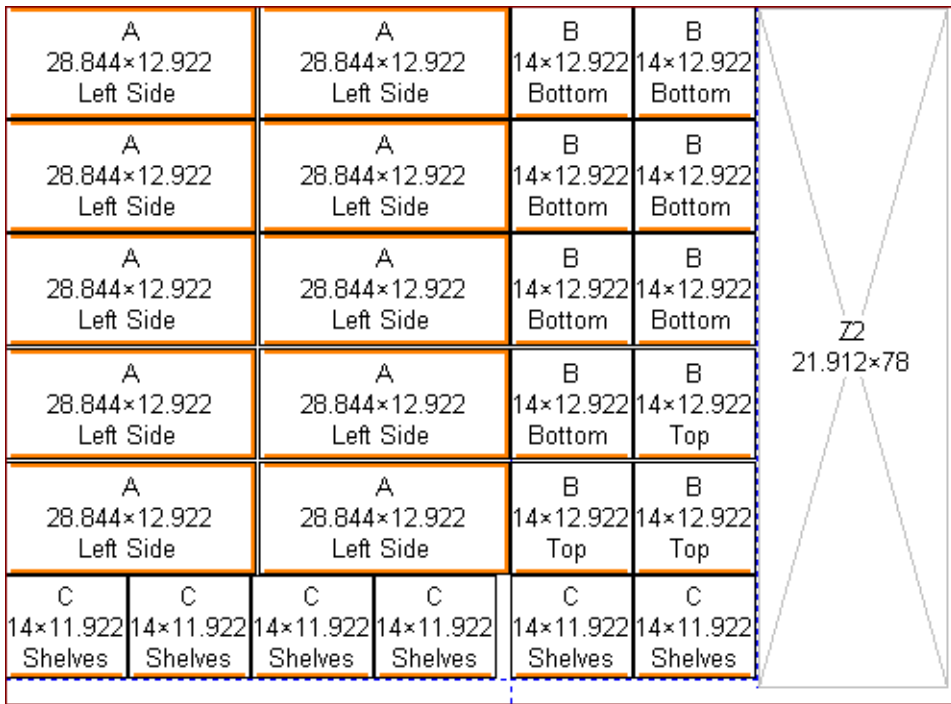 A A B B
28.844×12.922 28.844×12.922 14×12.922 14×12.922
Left Side Left Side Bottom Bottom
A A B B
28.844×12.922 28.844×12.922 14×12.922 14×12.922
Left Side Left Side Bottom Bottom
A A B B
28.844×12.922 28.844×12.922 14×12.922 14×12.922
Left Side Left Side Bottom Bottom
Z2
21.912×78
A A B B
28.844×12.922 28.844×12.922 14×12.922 14×12.922
Left Side Left Side Bottom Top
A A B B
28.844×12.922 28.844×12.922 14×12.922 14×12.922
Left Side Left Side Top Top
C C C C C C
14×11.922 14×11.922 14×11.922 14×11.922 14×11.922 14×11.922
Shelves Shelves Shelves Shelves Shelves Shelves